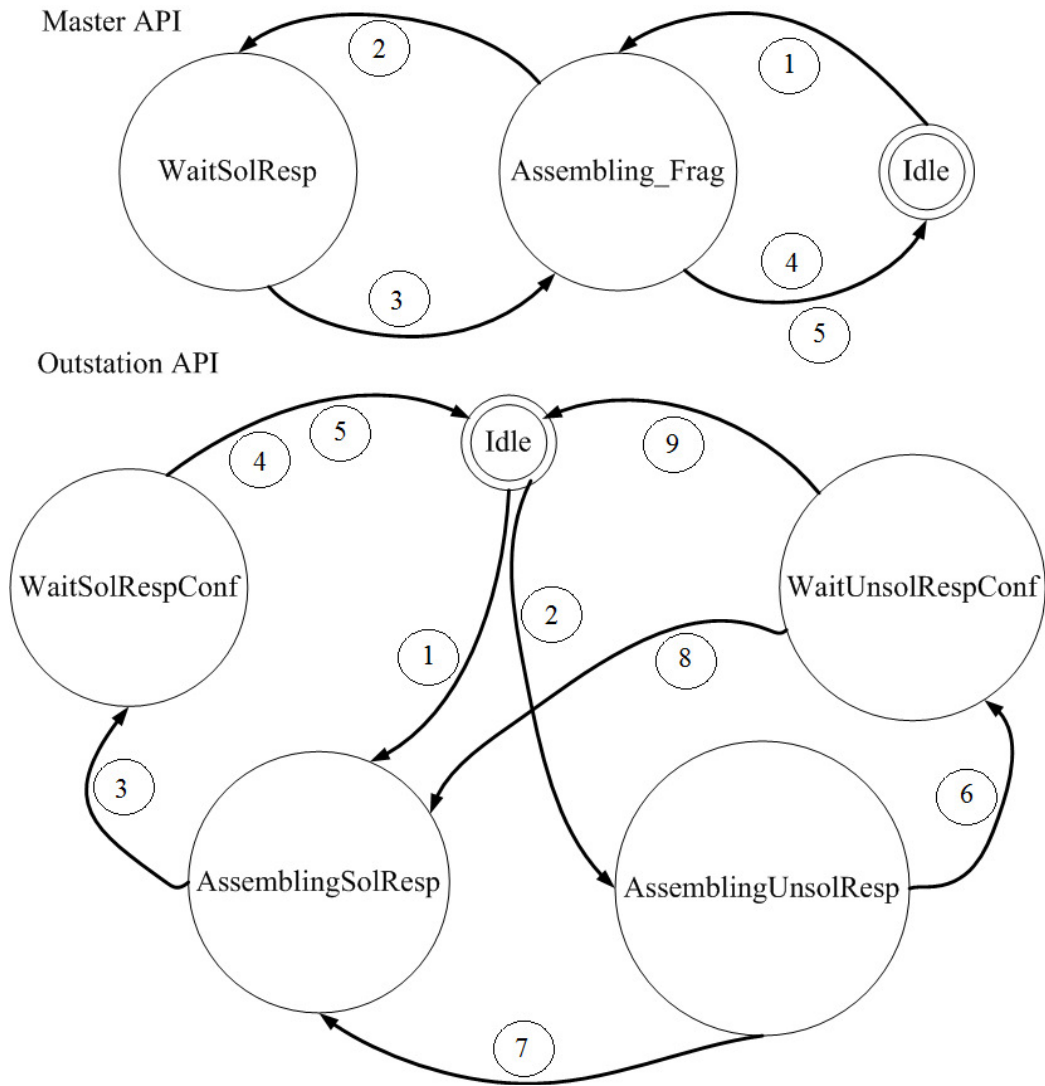 Master API
2
1
WaitSolResp
Assembling_Frag
Idle
3
4
5
Outstation API
4
5
Idle
9
WaitSolRespConf
WaitUnsolRespConf
1
2
8
3
6
AssemblingSolResp
AssemblingUnsolResp
7